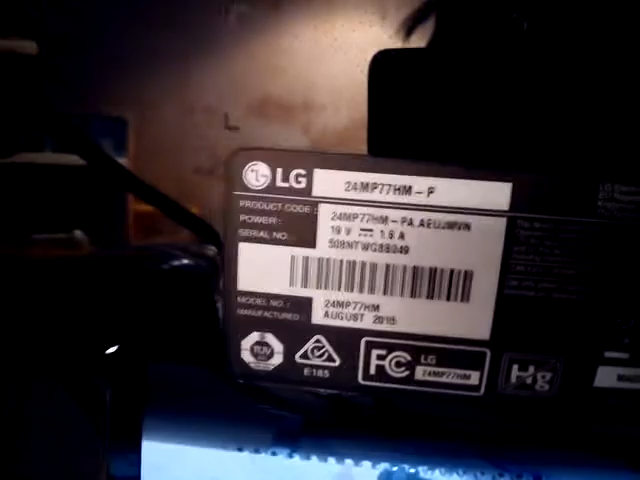 LG 24MP77HM-P
PRODUCT CODE: 24MP77HM-PA.AEUJMVN
POWER: 19 V ⎓ 1.6 A
SERIAL NO.: 508NTWG8B049
MODEL NO.: 24MP77HM
MANUFACTURED: AUGUST 2015
TUV
E185
FC LG
24MP77HM
Hg